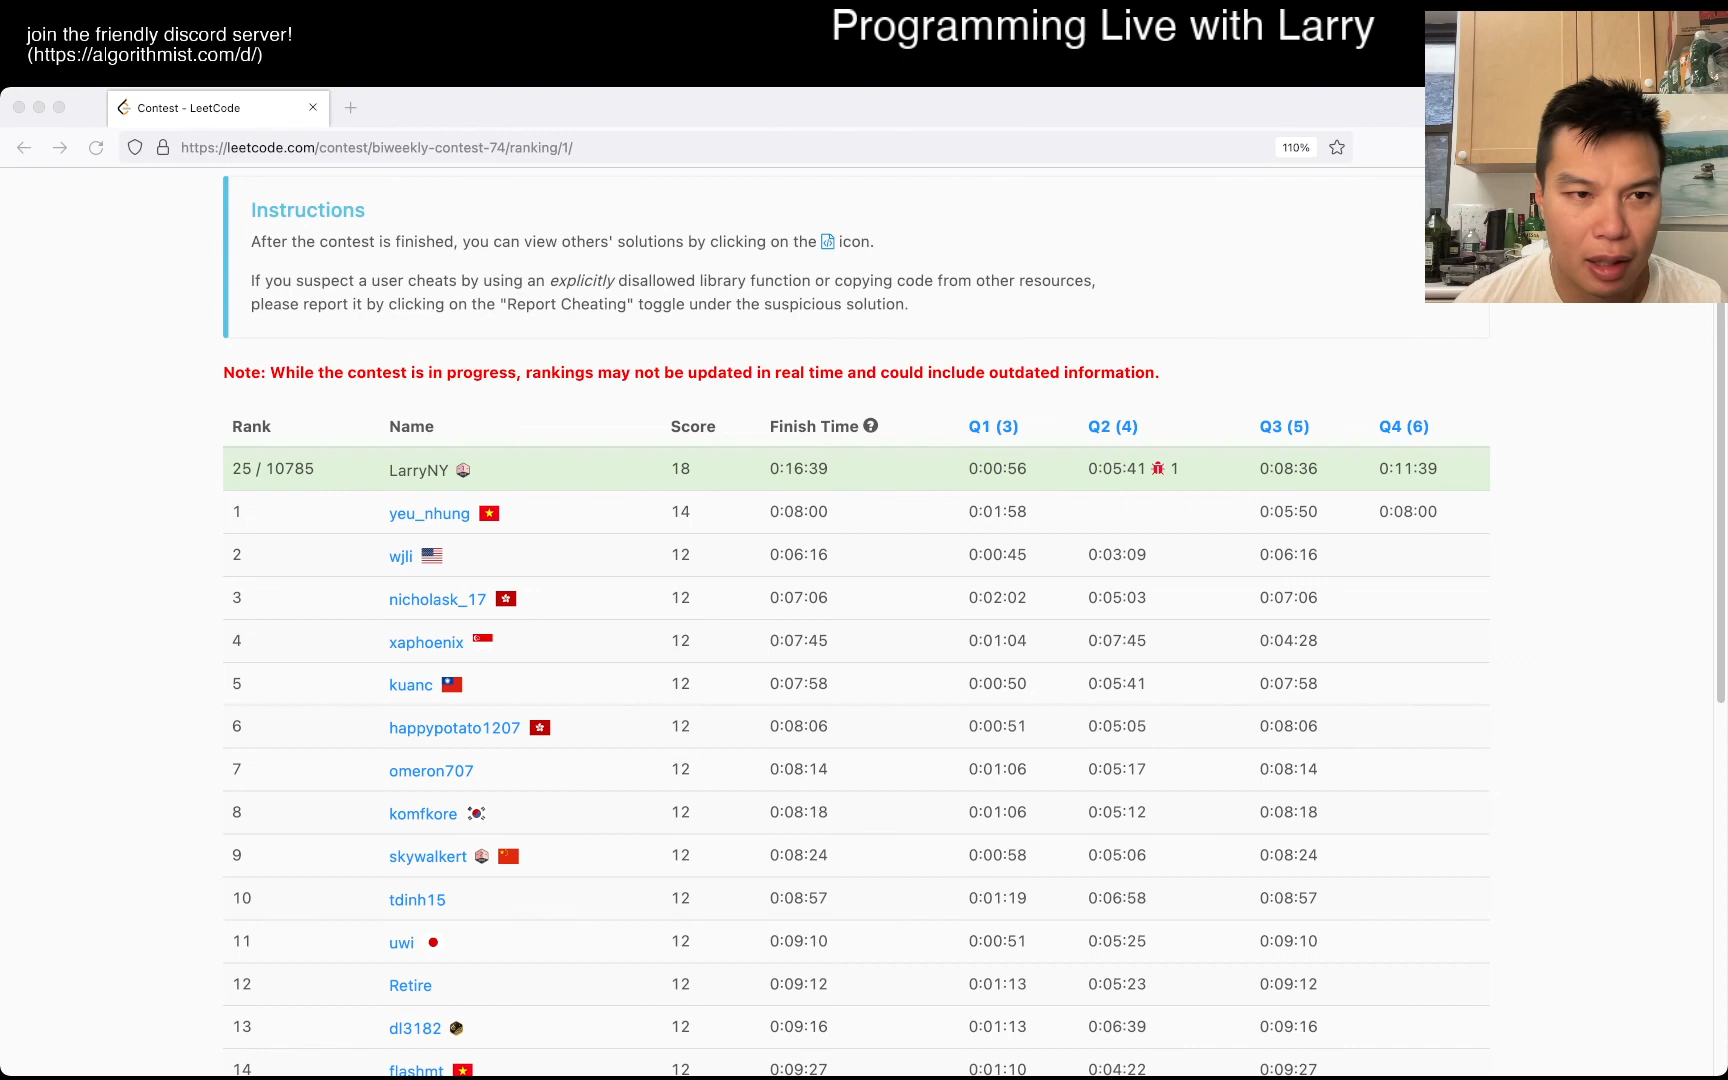 join the friendly discord server!
(https://algorithmist.com/d/)
Programming Live with Larry
Contest - LeetCode
https://leetcode.com/contest/biweekly-contest-74/ranking/1/
110%
Instructions
After the contest is finished, you can view others' solutions by clicking on the icon.
If you suspect a user cheats by using an explicitly disallowed library function or copying code from other resources,
please report it by clicking on the "Report Cheating" toggle under the suspicious solution.
Note: While the contest is in progress, rankings may not be updated in real time and could include outdated information.
Rank Name Score Finish Time Q1 (3) Q2 (4) Q3 (5) Q4 (6)
25 / 10785 LarryNY 18 0:16:39 0:00:56 0:05:41 1 0:08:36 0:11:39
1 yeu_nhung 14 0:08:00 0:01:58 0:05:50 0:08:00
2 wjli 12 0:06:16 0:00:45 0:03:09 0:06:16
3 nicholask_17 12 0:07:06 0:02:02 0:05:03 0:07:06
4 xaphoenix 12 0:07:45 0:01:04 0:07:45 0:04:28
5 kuanc 12 0:07:58 0:00:50 0:05:41 0:07:58
6 happypotato1207 12 0:08:06 0:00:51 0:05:05 0:08:06
7 omeron707 12 0:08:14 0:01:06 0:05:17 0:08:14
8 komfkore 12 0:08:18 0:01:06 0:05:12 0:08:18
9 skywalkert 12 0:08:24 0:00:58 0:05:06 0:08:24
10 tdinh15 12 0:08:57 0:01:19 0:06:58 0:08:57
11 uwi 12 0:09:10 0:00:51 0:05:25 0:09:10
12 Retire 12 0:09:12 0:01:13 0:05:23 0:09:12
13 dl3182 12 0:09:16 0:01:13 0:06:39 0:09:16
14 flashmt 12 0:09:27 0:01:10 0:04:22 0:09:27